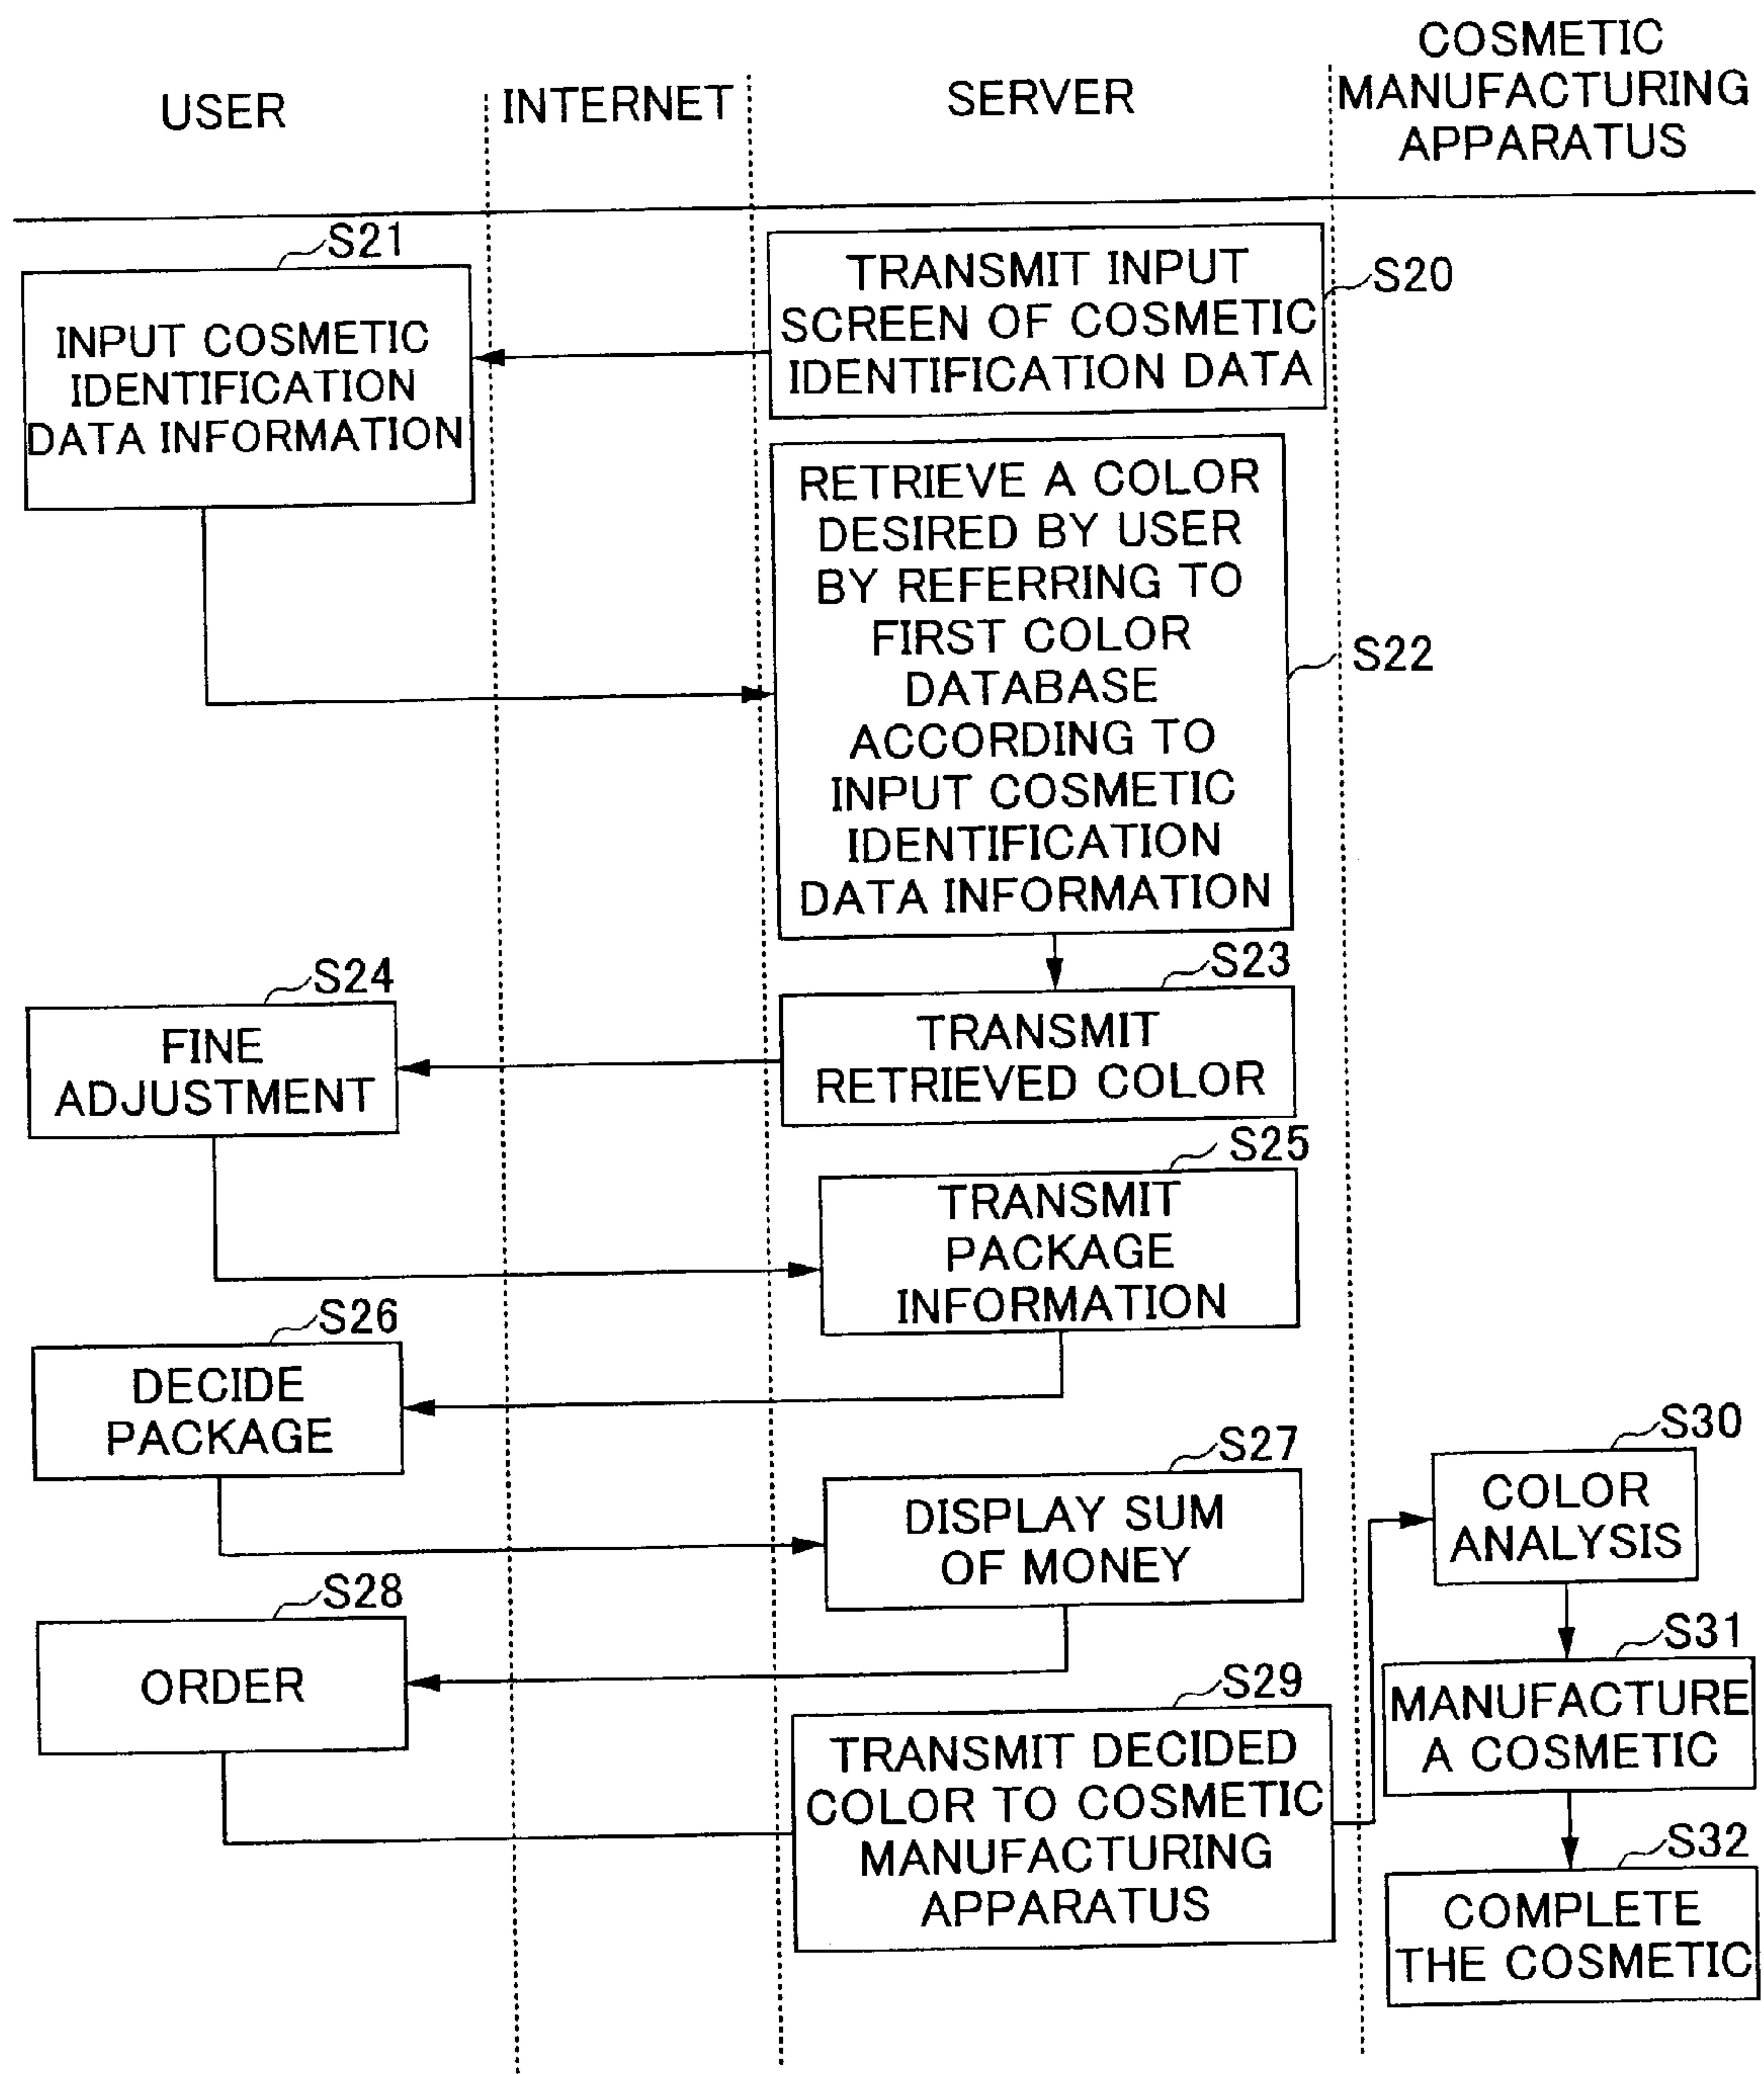 USER
INTERNET
SERVER
COSMETIC
MANUFACTURING
APPARATUS
S20
TRANSMIT INPUT
SCREEN OF COSMETIC
IDENTIFICATION DATA
S21
INPUT COSMETIC
IDENTIFICATION
DATA INFORMATION
S22
RETRIEVE A COLOR
DESIRED BY USER
BY REFERRING TO
FIRST COLOR
DATABASE
ACCORDING TO
INPUT COSMETIC
IDENTIFICATION
DATA INFORMATION
S23
TRANSMIT
RETRIEVED COLOR
S24
FINE
ADJUSTMENT
S25
TRANSMIT
PACKAGE
INFORMATION
S26
DECIDE
PACKAGE
S27
DISPLAY SUM
OF MONEY
S28
ORDER
S29
TRANSMIT DECIDED
COLOR TO COSMETIC
MANUFACTURING
APPARATUS
S30
COLOR
ANALYSIS
S31
MANUFACTURE
A COSMETIC
S32
COMPLETE
THE COSMETIC